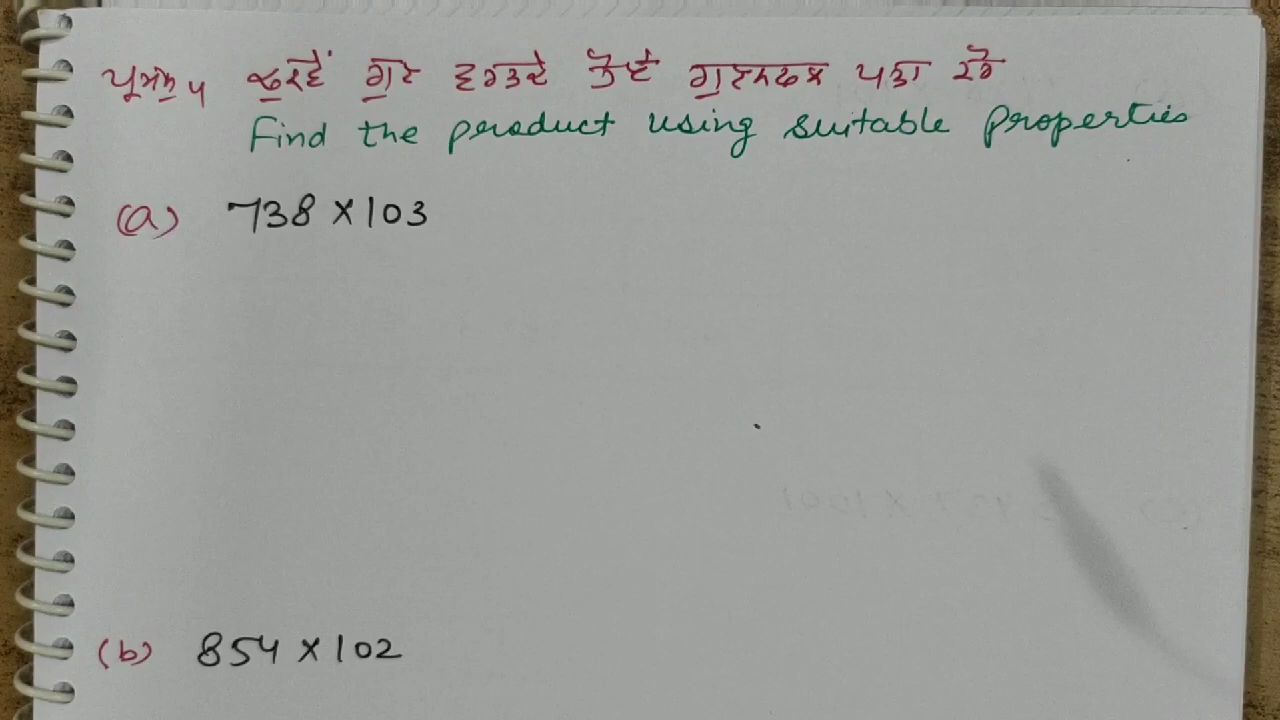 ਪ੍ਰਸ਼ਨ 4 ਢੁਕਵੇਂ ਗੁਣ ਵਰਤਦੇ ਹੋਏ ਗੁਣਨਫਲ ਪਤਾ ਕਰੋ
Find the product using suitable properties
(a) 738 × 103
(b) 854 × 102